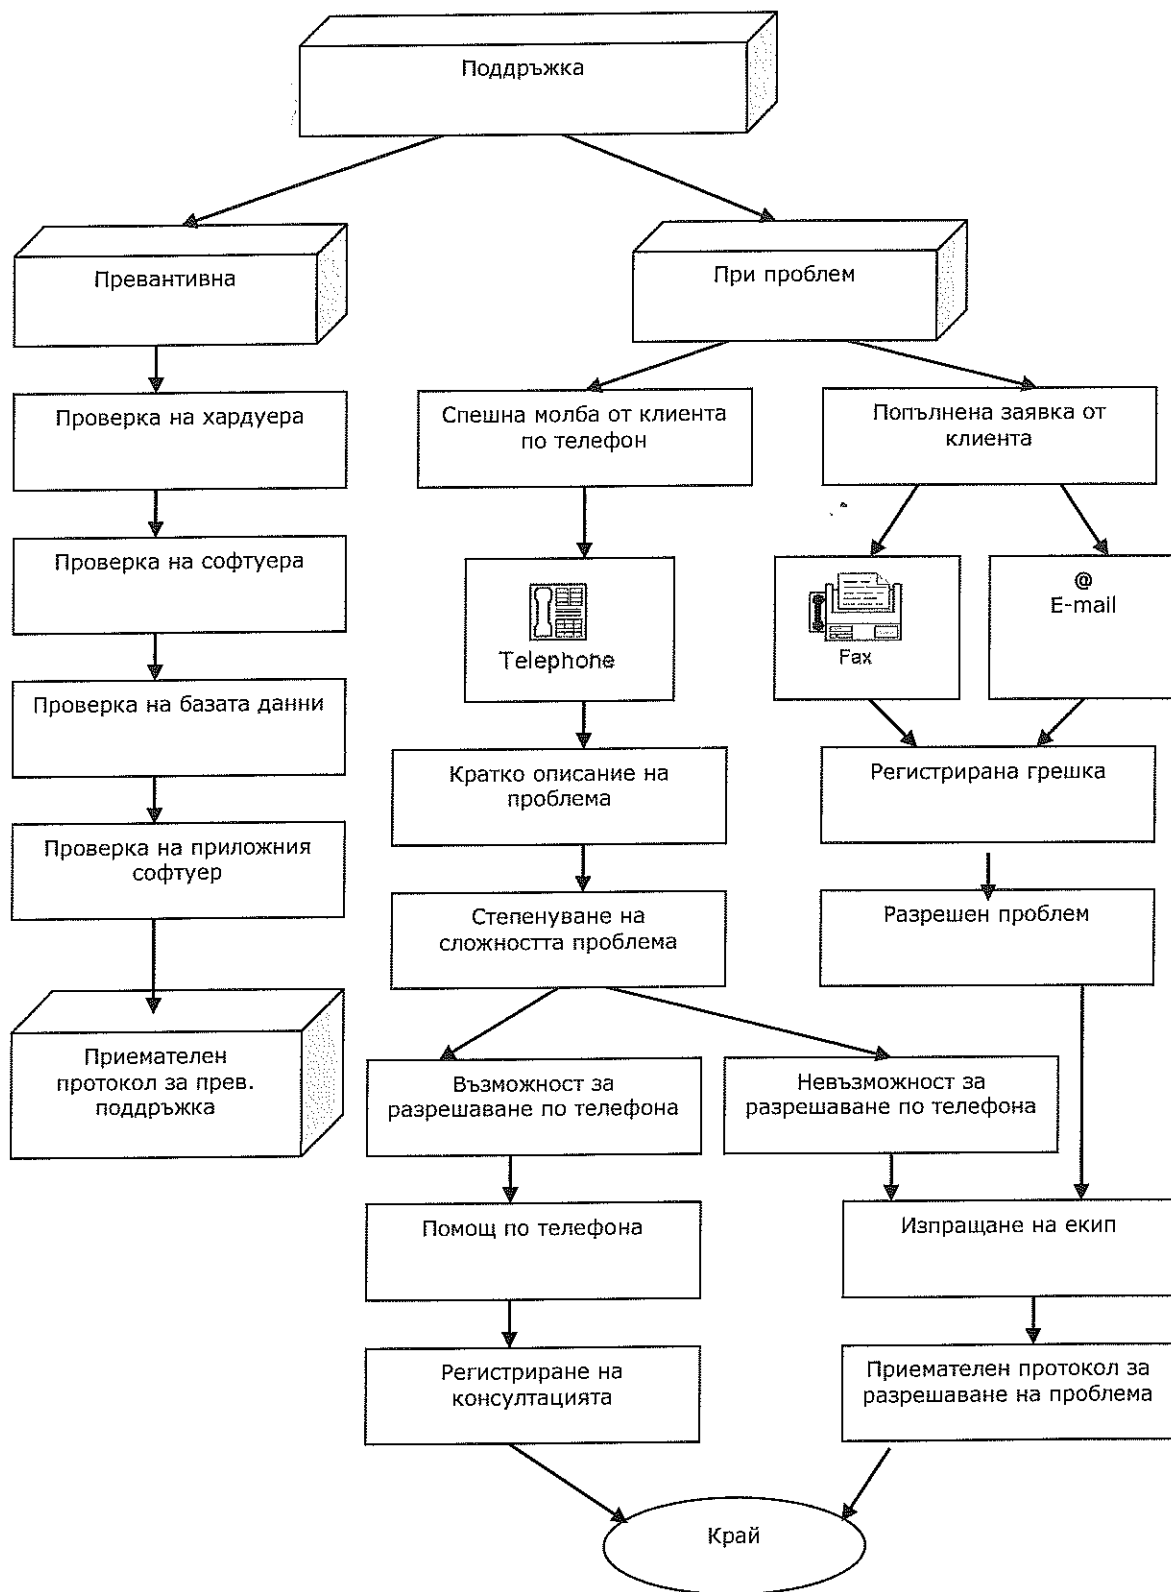 Поддръжка
Превантивна
При проблем
Проверка на хардуера
Спешна молба от клиента
по телефон
Попълнена заявка от
клиента
Проверка на софтуера
Telephone
Fax
@
E-mail
Проверка на базата данни
Кратко описание на
проблема
Регистрирана грешка
Проверка на приложния
софтуер
Степенуване на
сложността проблема
Разрешен проблем
Приемателен
протокол за прев.
поддръжка
Възможност за
разрешаване по телефона
Невъзможност за
разрешаване по телефона
Помощ по телефона
Изпращане на екип
Регистриране на
консултацията
Приемателен протокол за
разрешаване на проблема
Край